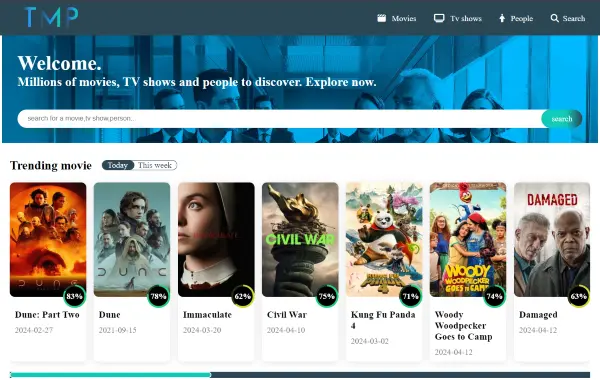 TMP
Movies
Tv shows
People
Search
Welcome.
Millions of movies, TV shows and people to discover. Explore now.
search for a movie,tv show,person...
search
Trending movie
Today
This week
DUNE
DUNE
CIVIL WAR
KUNG FU PANDA 4
WOODY
WOODPECKER
GOES TO CAMP
DAMAGED
83%
78%
62%
75%
71%
74%
63%
Dune: Part Two
2024-02-27
Dune
2021-09-15
Immaculate
2024-03-20
Civil War
2024-04-10
Kung Fu Panda
4
2024-03-02
Woody
Woodpecker
Goes to Camp
2024-04-12
Damaged
2024-04-12